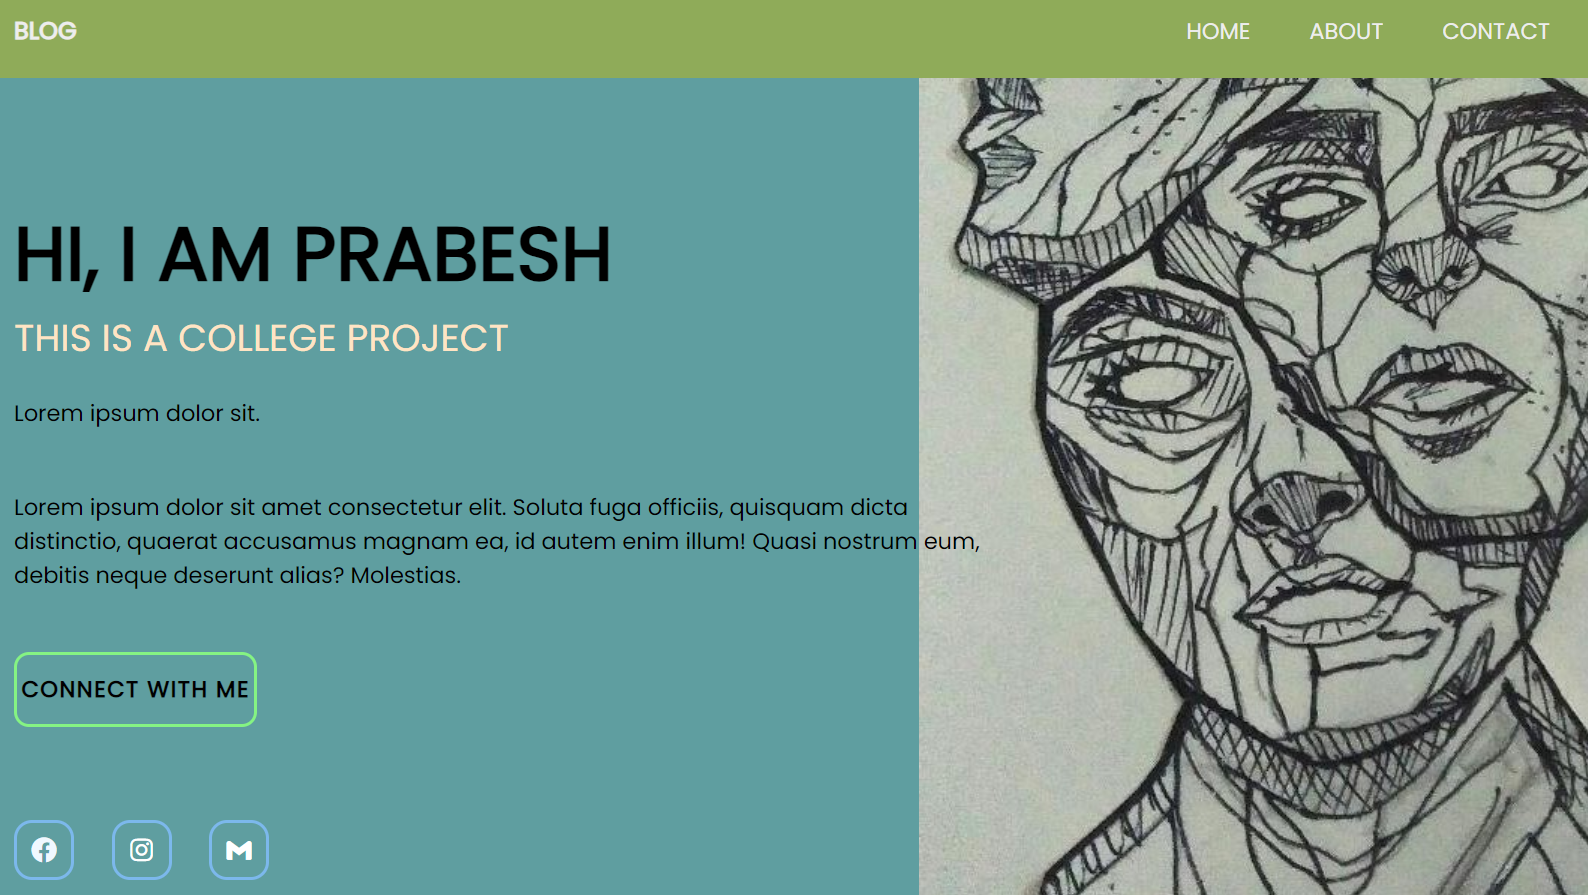 BLOG
HOME ABOUT CONTACT
HI, I AM PRABESH
THIS IS A COLLEGE PROJECT
Lorem ipsum dolor sit.
Lorem ipsum dolor sit amet consectetur elit. Soluta fuga officiis, quisquam dicta
distinctio, quaerat accusamus magnam ea, id autem enim illum! Quasi nostrum eum,
debitis neque deserunt alias? Molestias.
CONNECT WITH ME